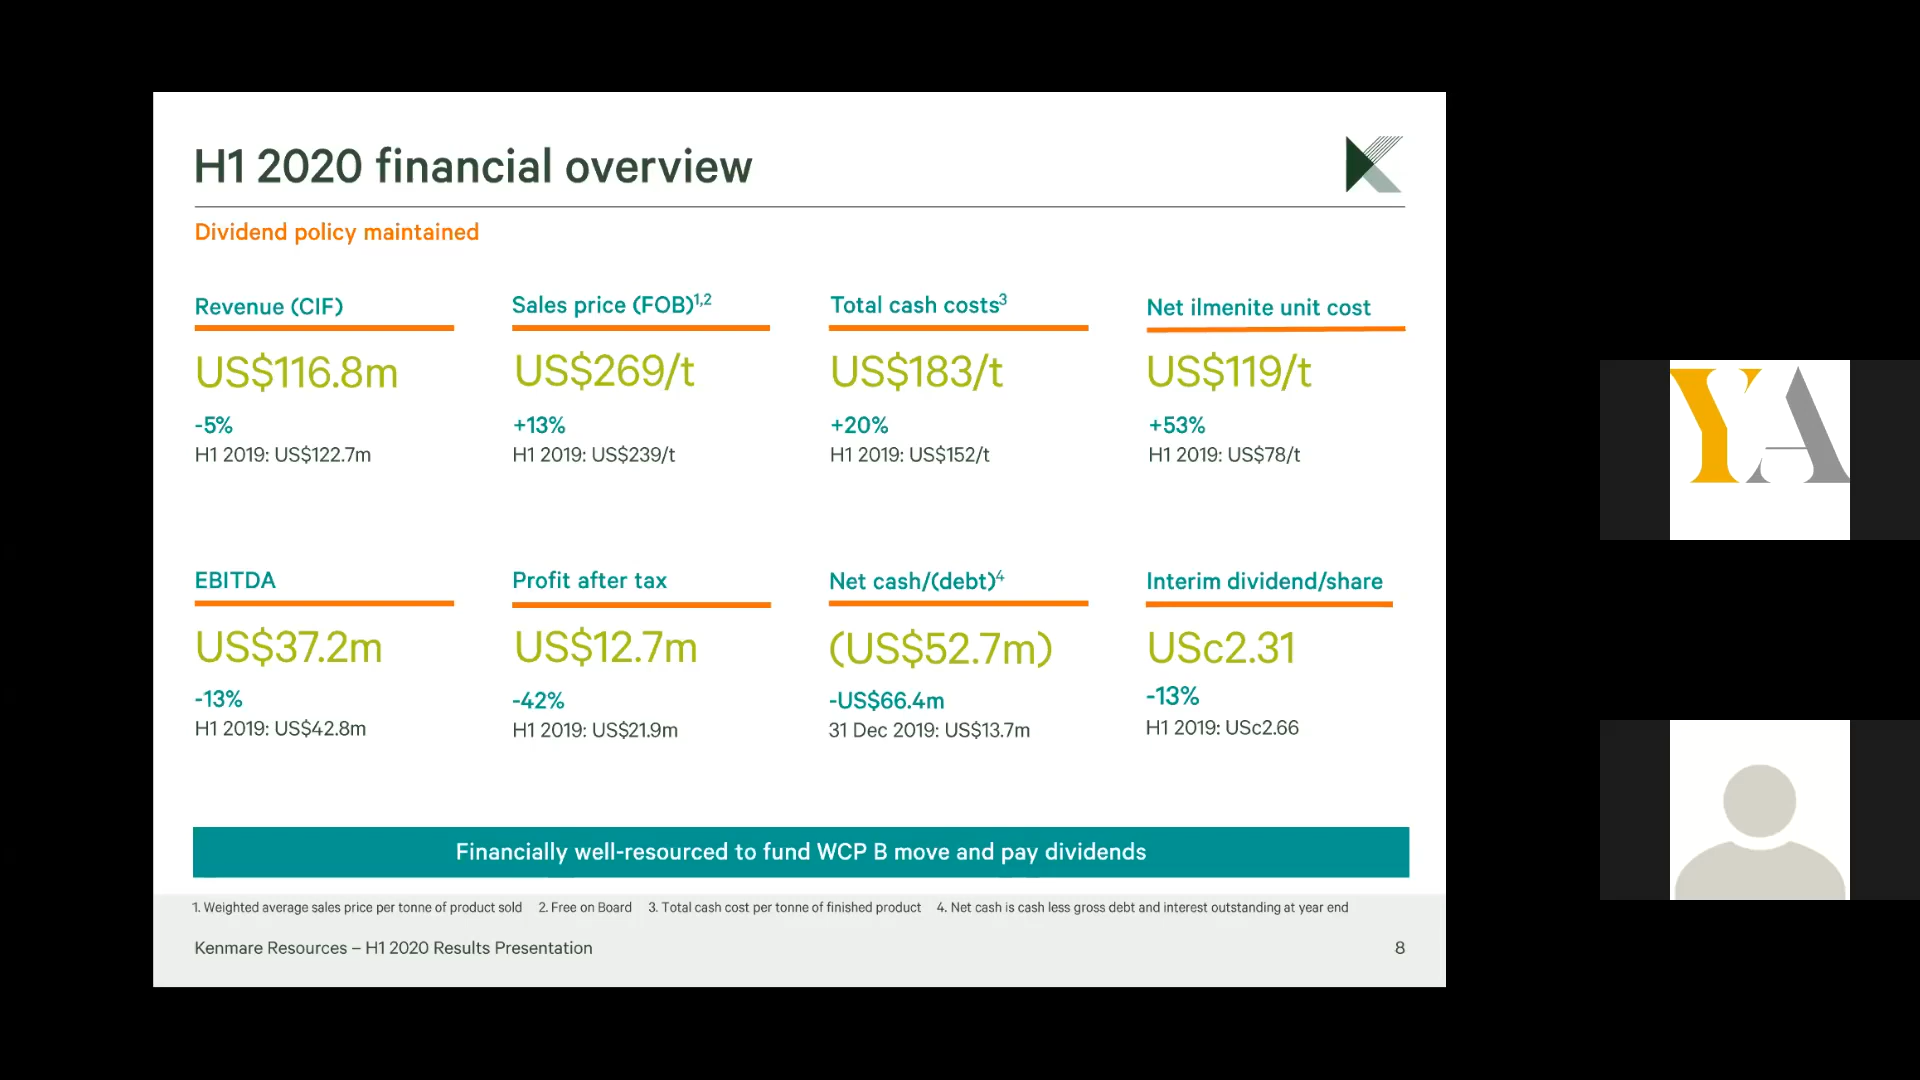 H1 2020 financial overview
Dividend policy maintained
Revenue (CIF)
US$116.8m
-5%
H1 2019: US$122.7m
Sales price (FOB)1,2
US$269/t
+13%
H1 2019: US$239/t
Total cash costs3
US$183/t
+20%
H1 2019: US$152/t
Net ilmenite unit cost
US$119/t
+53%
H1 2019: US$78/t
EBITDA
US$37.2m
-13%
H1 2019: US$42.8m
Profit after tax
US$12.7m
-42%
H1 2019: US$21.9m
Net cash/(debt)4
(US$52.7m)
-US$66.4m
31 Dec 2019: US$13.7m
Interim dividend/share
USc2.31
-13%
H1 2019: USc2.66
Financially well-resourced to fund WCP B move and pay dividends
1. Weighted average sales price per tonne of product sold 2. Free on Board 3. Total cash cost per tonne of finished product 4. Net cash is cash less gross debt and interest outstanding at year end
Kenmare Resources – H1 2020 Results Presentation
8
YA